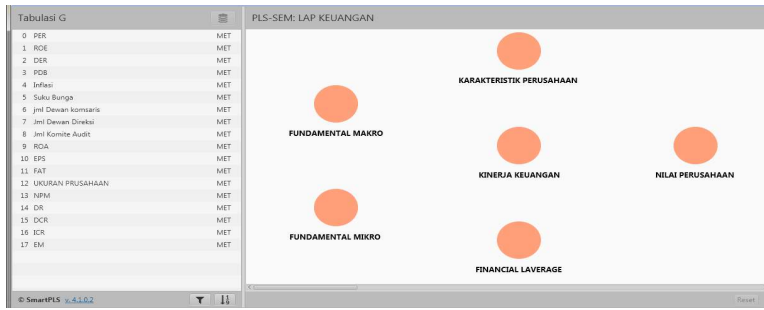 Tabulasi G
0 PER MET
1 ROE MET
2 DER MET
3 PDB MET
4 Inflasi MET
5 Suku Bunga MET
6 jml Dewan komsaris MET
7 Jml Dewan Direksi MET
8 Jml Komite Audit MET
9 ROA MET
10 EPS MET
11 FAT MET
12 UKURAN PRUSAHAAN MET
13 NPM MET
14 DR MET
15 DCR MET
16 ICR MET
17 EM MET
© SmartPLS v. 4.1.0.2
PLS-SEM: LAP KEUANGAN
KARAKTERISTIK PERUSAHAAN
FUNDAMENTAL MAKRO
KINERJA KEUANGAN
NILAI PERUSAHAAN
FUNDAMENTAL MIKRO
FINANCIAL LAVERAGE
Reset